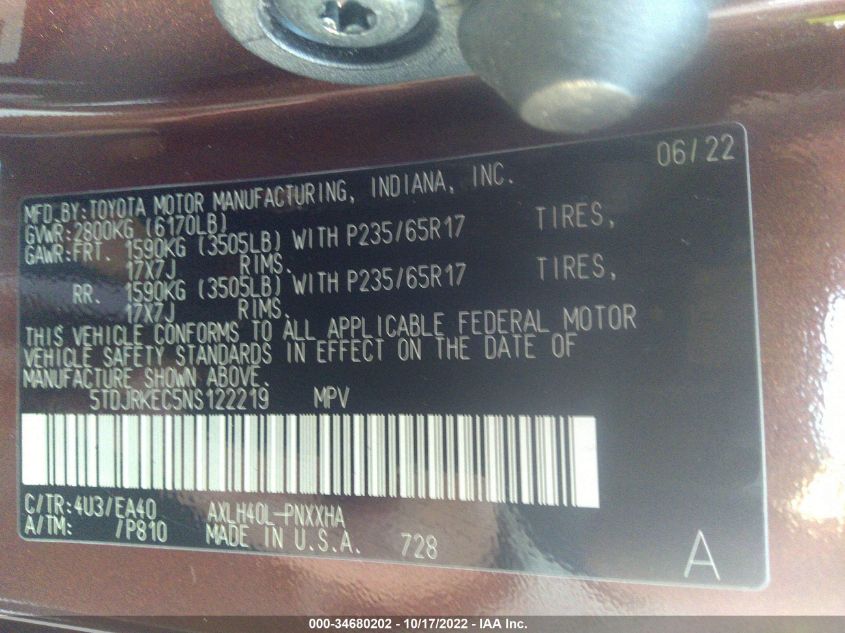 06/22
MFD.BY:TOYOTA MOTOR MANUFACTURING, INDIANA, INC.
GVWR:2800KG (6170LB)
GAWR:FRT. 1590KG (3505LB) WITH P235/65R17 TIRES,
17X7J RIMS.
RR. 1590KG (3505LB) WITH P235/65R17 TIRES,
17X7J RIMS.
THIS VEHICLE CONFORMS TO ALL APPLICABLE FEDERAL MOTOR
VEHICLE SAFETY STANDARDS IN EFFECT ON THE DATE OF
MANUFACTURE SHOWN ABOVE.
5TDJRKEC5NS122219 MPV
C/TR:4U3/EA40 AXLH40L-PNXXHA
A/TM: /P810 MADE IN U.S.A. 728
A
000-34680202 - 10/17/2022 - IAA Inc.